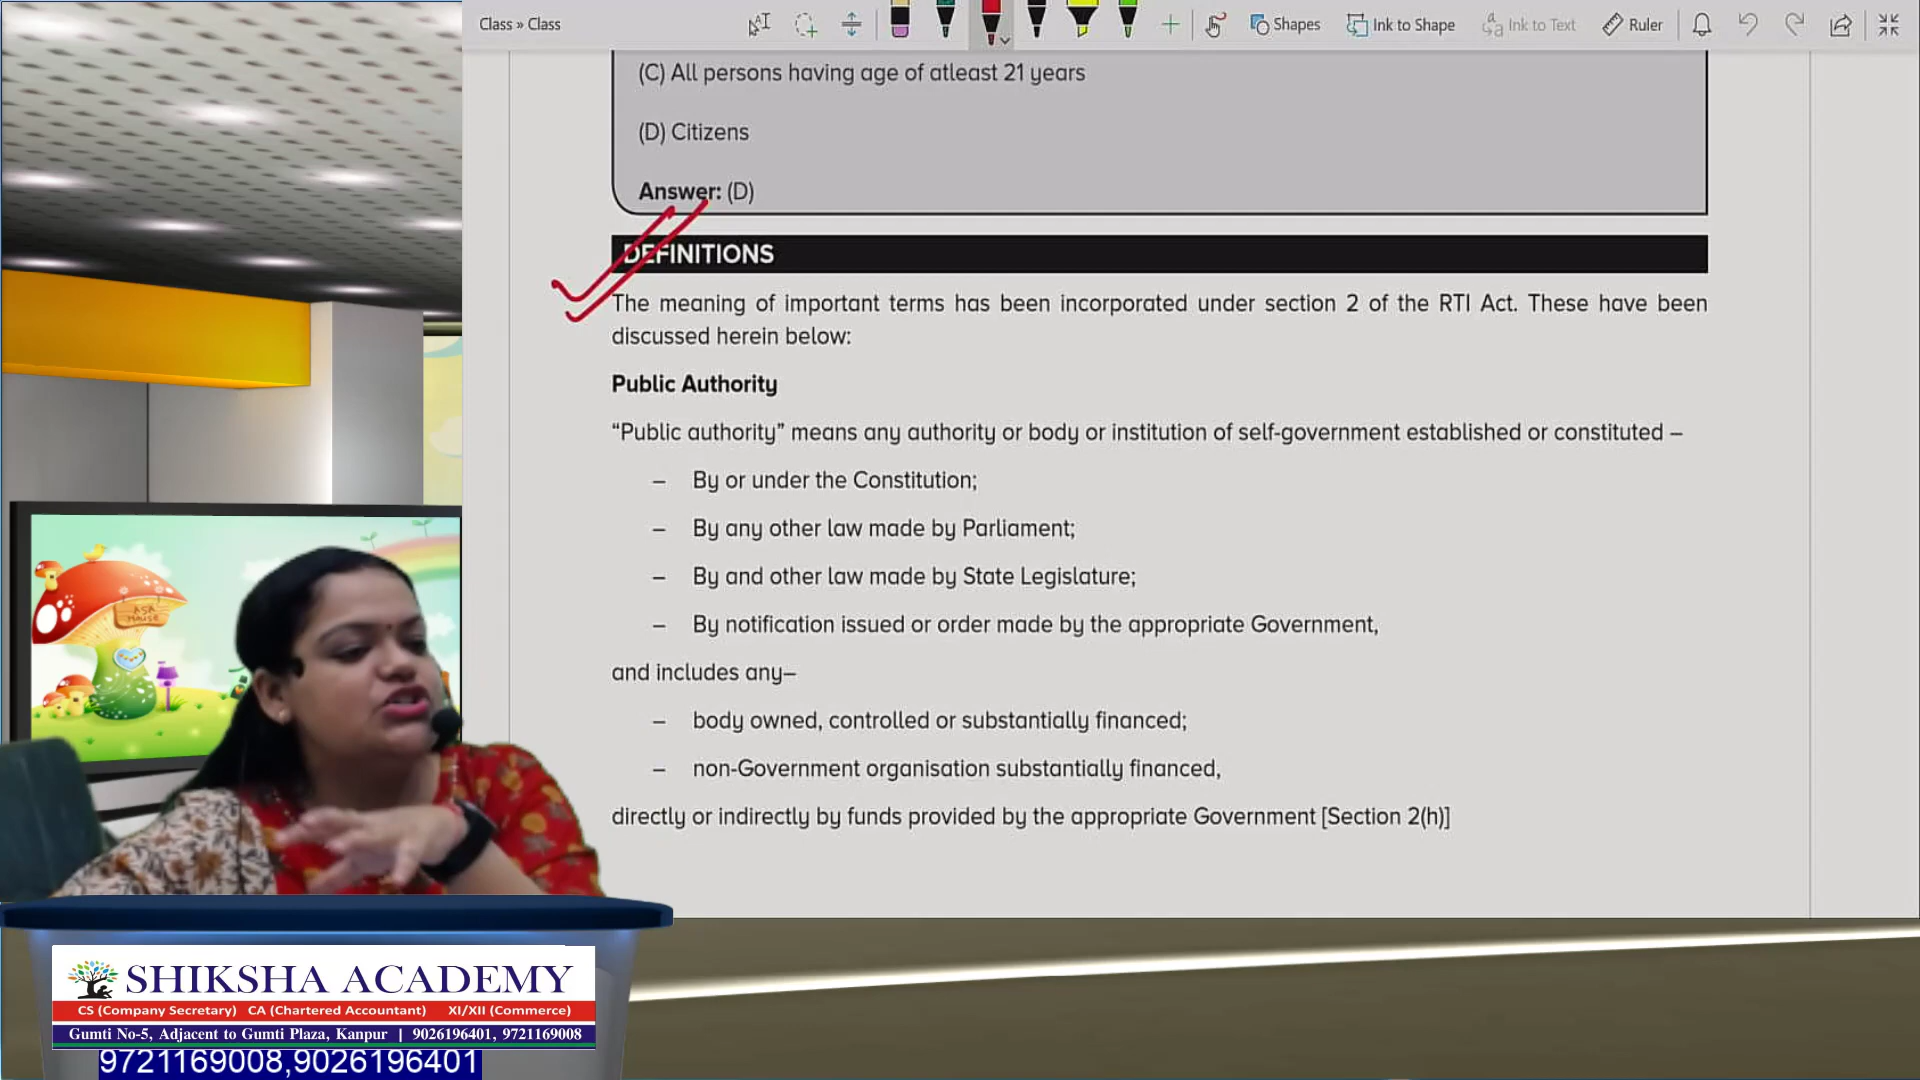 Class » Class
Shapes
Ink to Shape
Ink to Text
Ruler
(C) All persons having age of atleast 21 years
(D) Citizens
Answer: (D)
DEFINITIONS
The meaning of important terms has been incorporated under section 2 of the RTI Act. These have been
discussed herein below:
Public Authority
“Public authority” means any authority or body or institution of self-government established or constituted –
– By or under the Constitution;
– By any other law made by Parliament;
– By and other law made by State Legislature;
– By notification issued or order made by the appropriate Government,
and includes any–
– body owned, controlled or substantially financed;
– non-Government organisation substantially financed,
directly or indirectly by funds provided by the appropriate Government [Section 2(h)]
ASA
HAUSE
SHIKSHA ACADEMY
CS (Company Secretary) CA (Chartered Accountant) XI/XII (Commerce)
Gumti No-5, Adjacent to Gumti Plaza, Kanpur | 9026196401, 9721169008
9721169008,9026196401